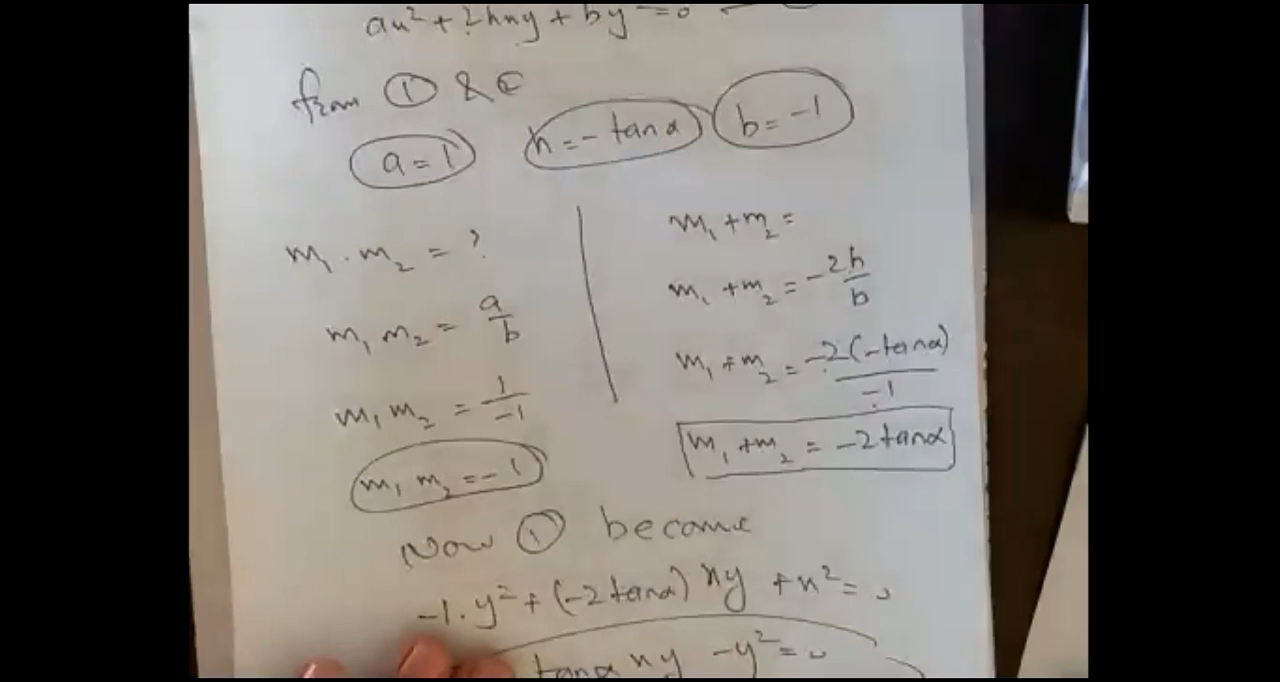 ax² + 2hxy + by² = 0
from ① &
a = 1 h = - tanα b = -1
m₁ . m₂ = ?
m₁ m₂ = a/b
m₁ m₂ = 1/-1
m₁ m₂ = -1
m₁ + m₂ =
m₁ + m₂ = -2h/b
m₁ + m₂ = -2(-tanα)/-1
m₁ + m₂ = -2tanα
Now ① become
-1.y² + (-2tanα) xy + x² = 0
tanα xy - y² = 0